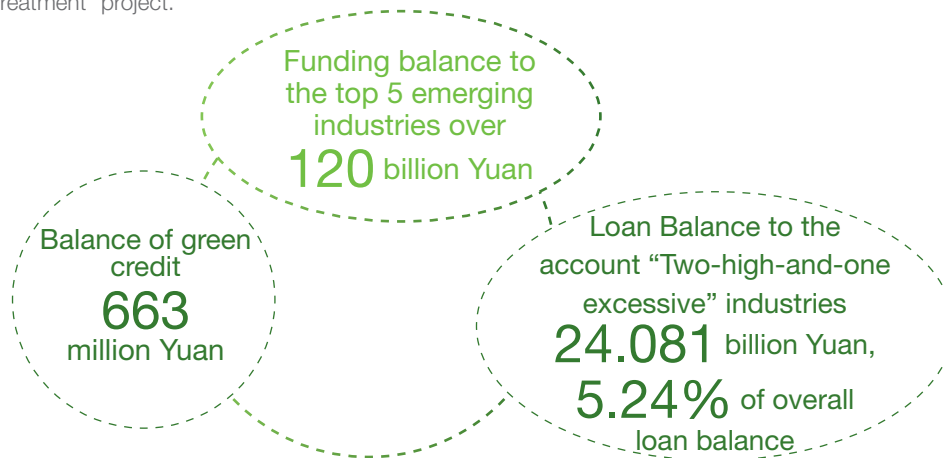 treatment" project.
Funding balance to
the top 5 emerging
industries over
120 billion Yuan
Balance of green
credit
663
million Yuan
Loan Balance to the
account “Two-high-and-one
excessive” industries
24.081 billion Yuan,
5.24% of overall
loan balance